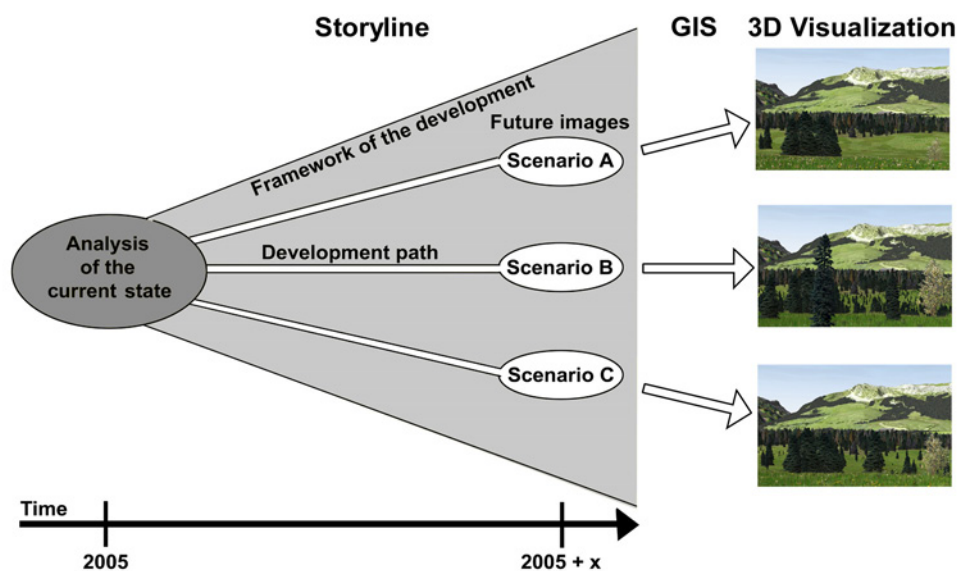 Storyline
GIS
3D Visualization
Framework of the development
Future images
Scenario A
Analysis
of the
current state
Development path
Scenario B
Scenario C
Time
2005
2005 + x